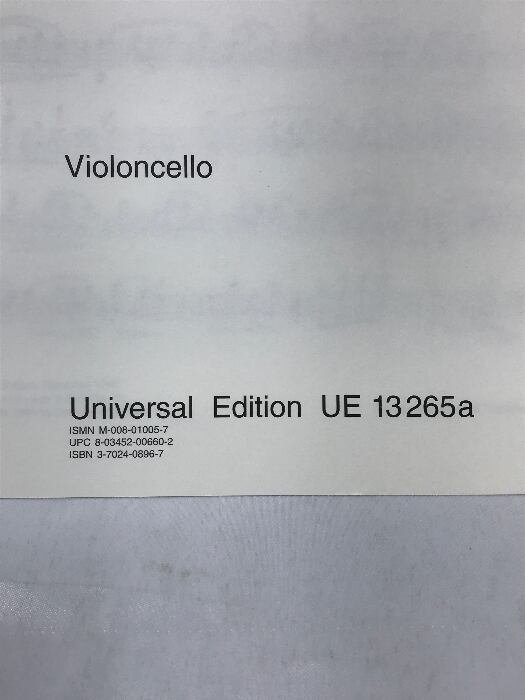 Violoncello
Universal Edition UE 13265a
ISMN M-008-01005-7
UPC 8-03452-00660-2
ISBN 3-7024-0896-7